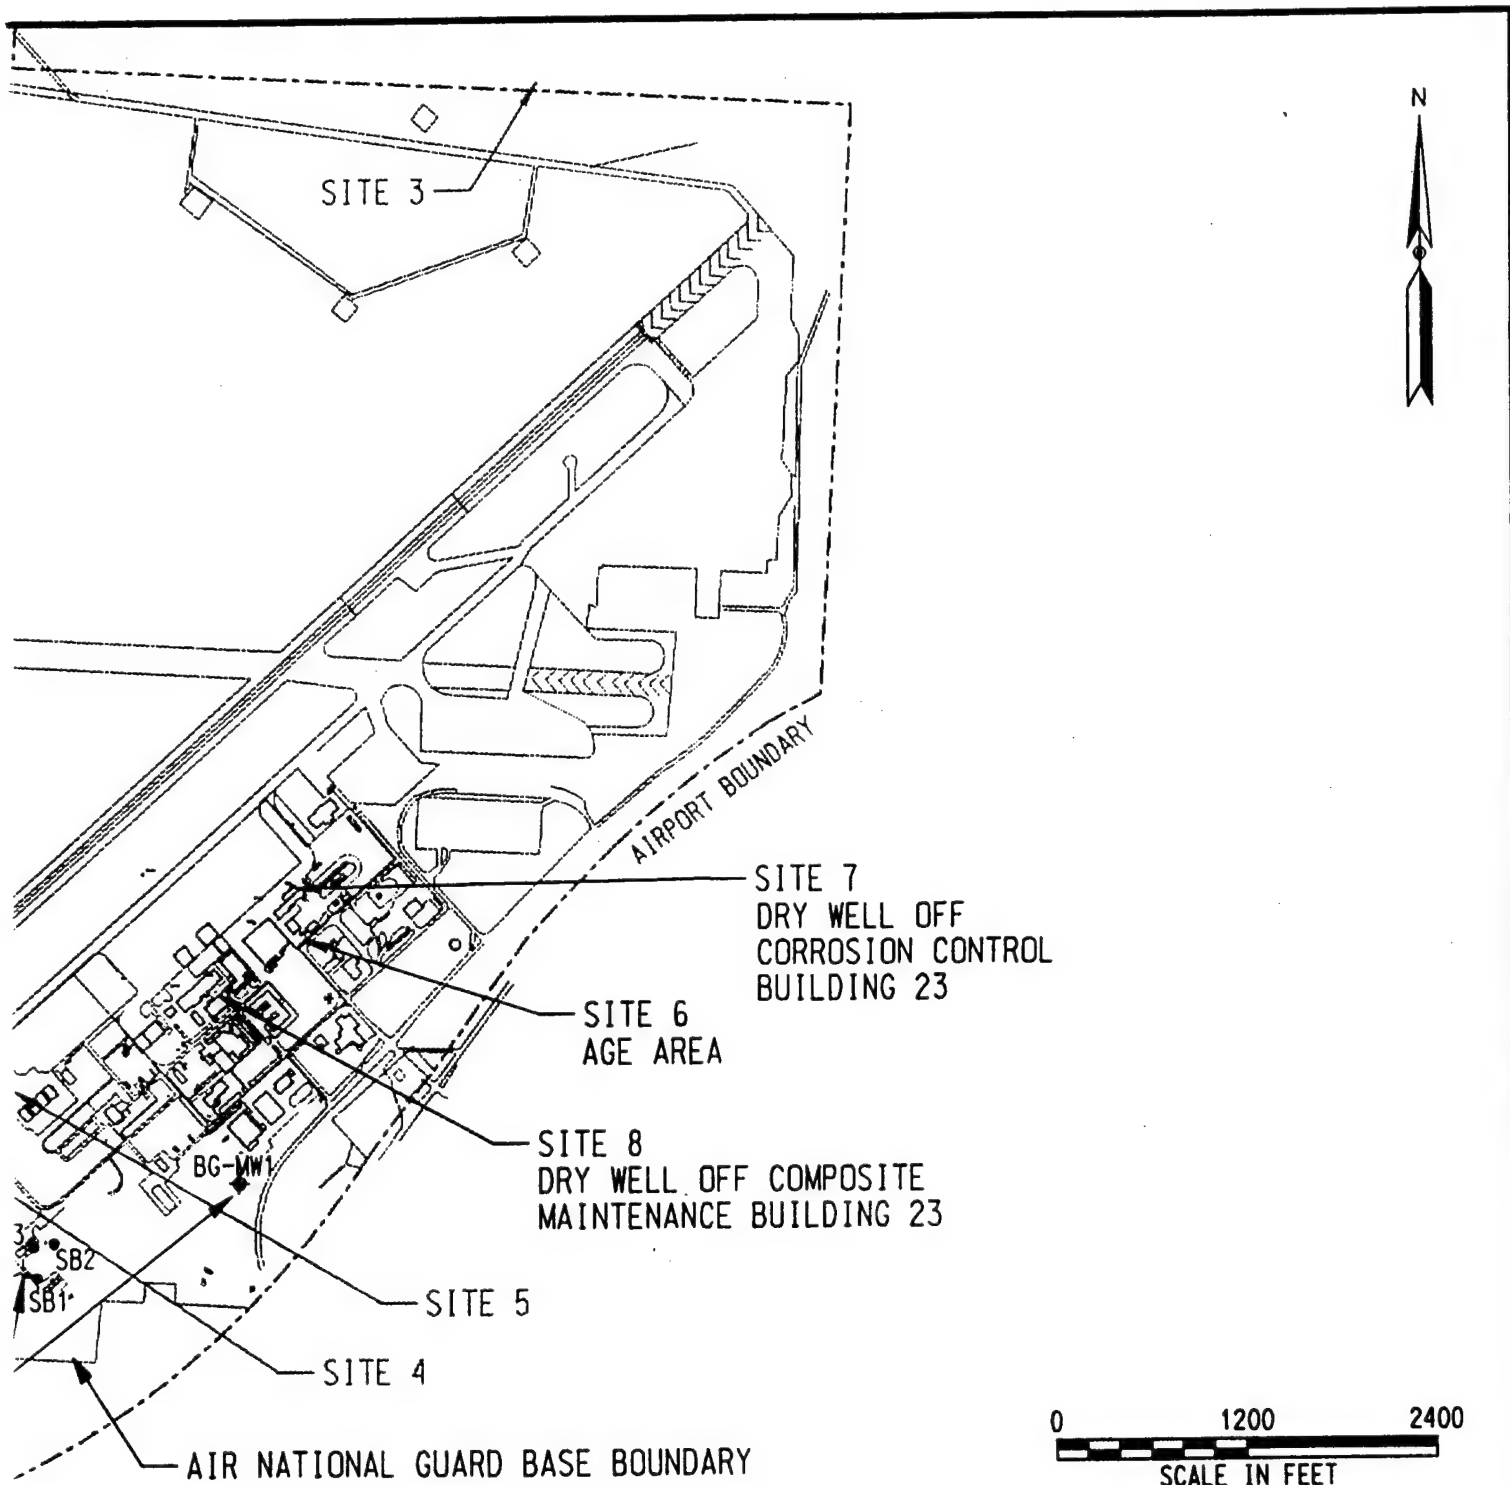 N
SITE 3
AIRPORT BOUNDARY
SITE 7
DRY WELL OFF
CORROSION CONTROL
BUILDING 23
SITE 6
AGE AREA
SITE 8
DRY WELL OFF COMPOSITE
MAINTENANCE BUILDING 23
BG-MW1
3
SB2
SB1
SITE 5
SITE 4
AIR NATIONAL GUARD BASE BOUNDARY
0 1200 2400
SCALE IN FEET